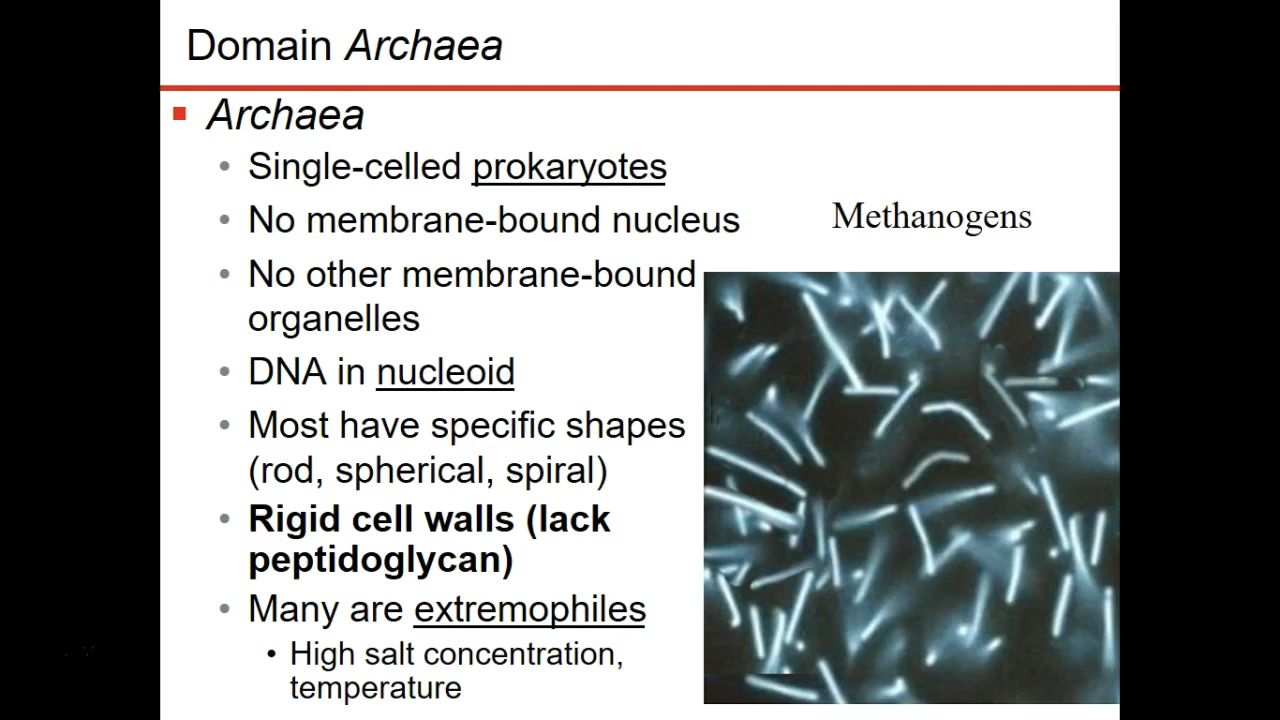 Domain Archaea
Archaea
Single-celled prokaryotes
No membrane-bound nucleus
No other membrane-bound
organelles
DNA in nucleoid
Most have specific shapes
(rod, spherical, spiral)
Rigid cell walls (lack
peptidoglycan)
Many are extremophiles
High salt concentration,
temperature
Methanogens